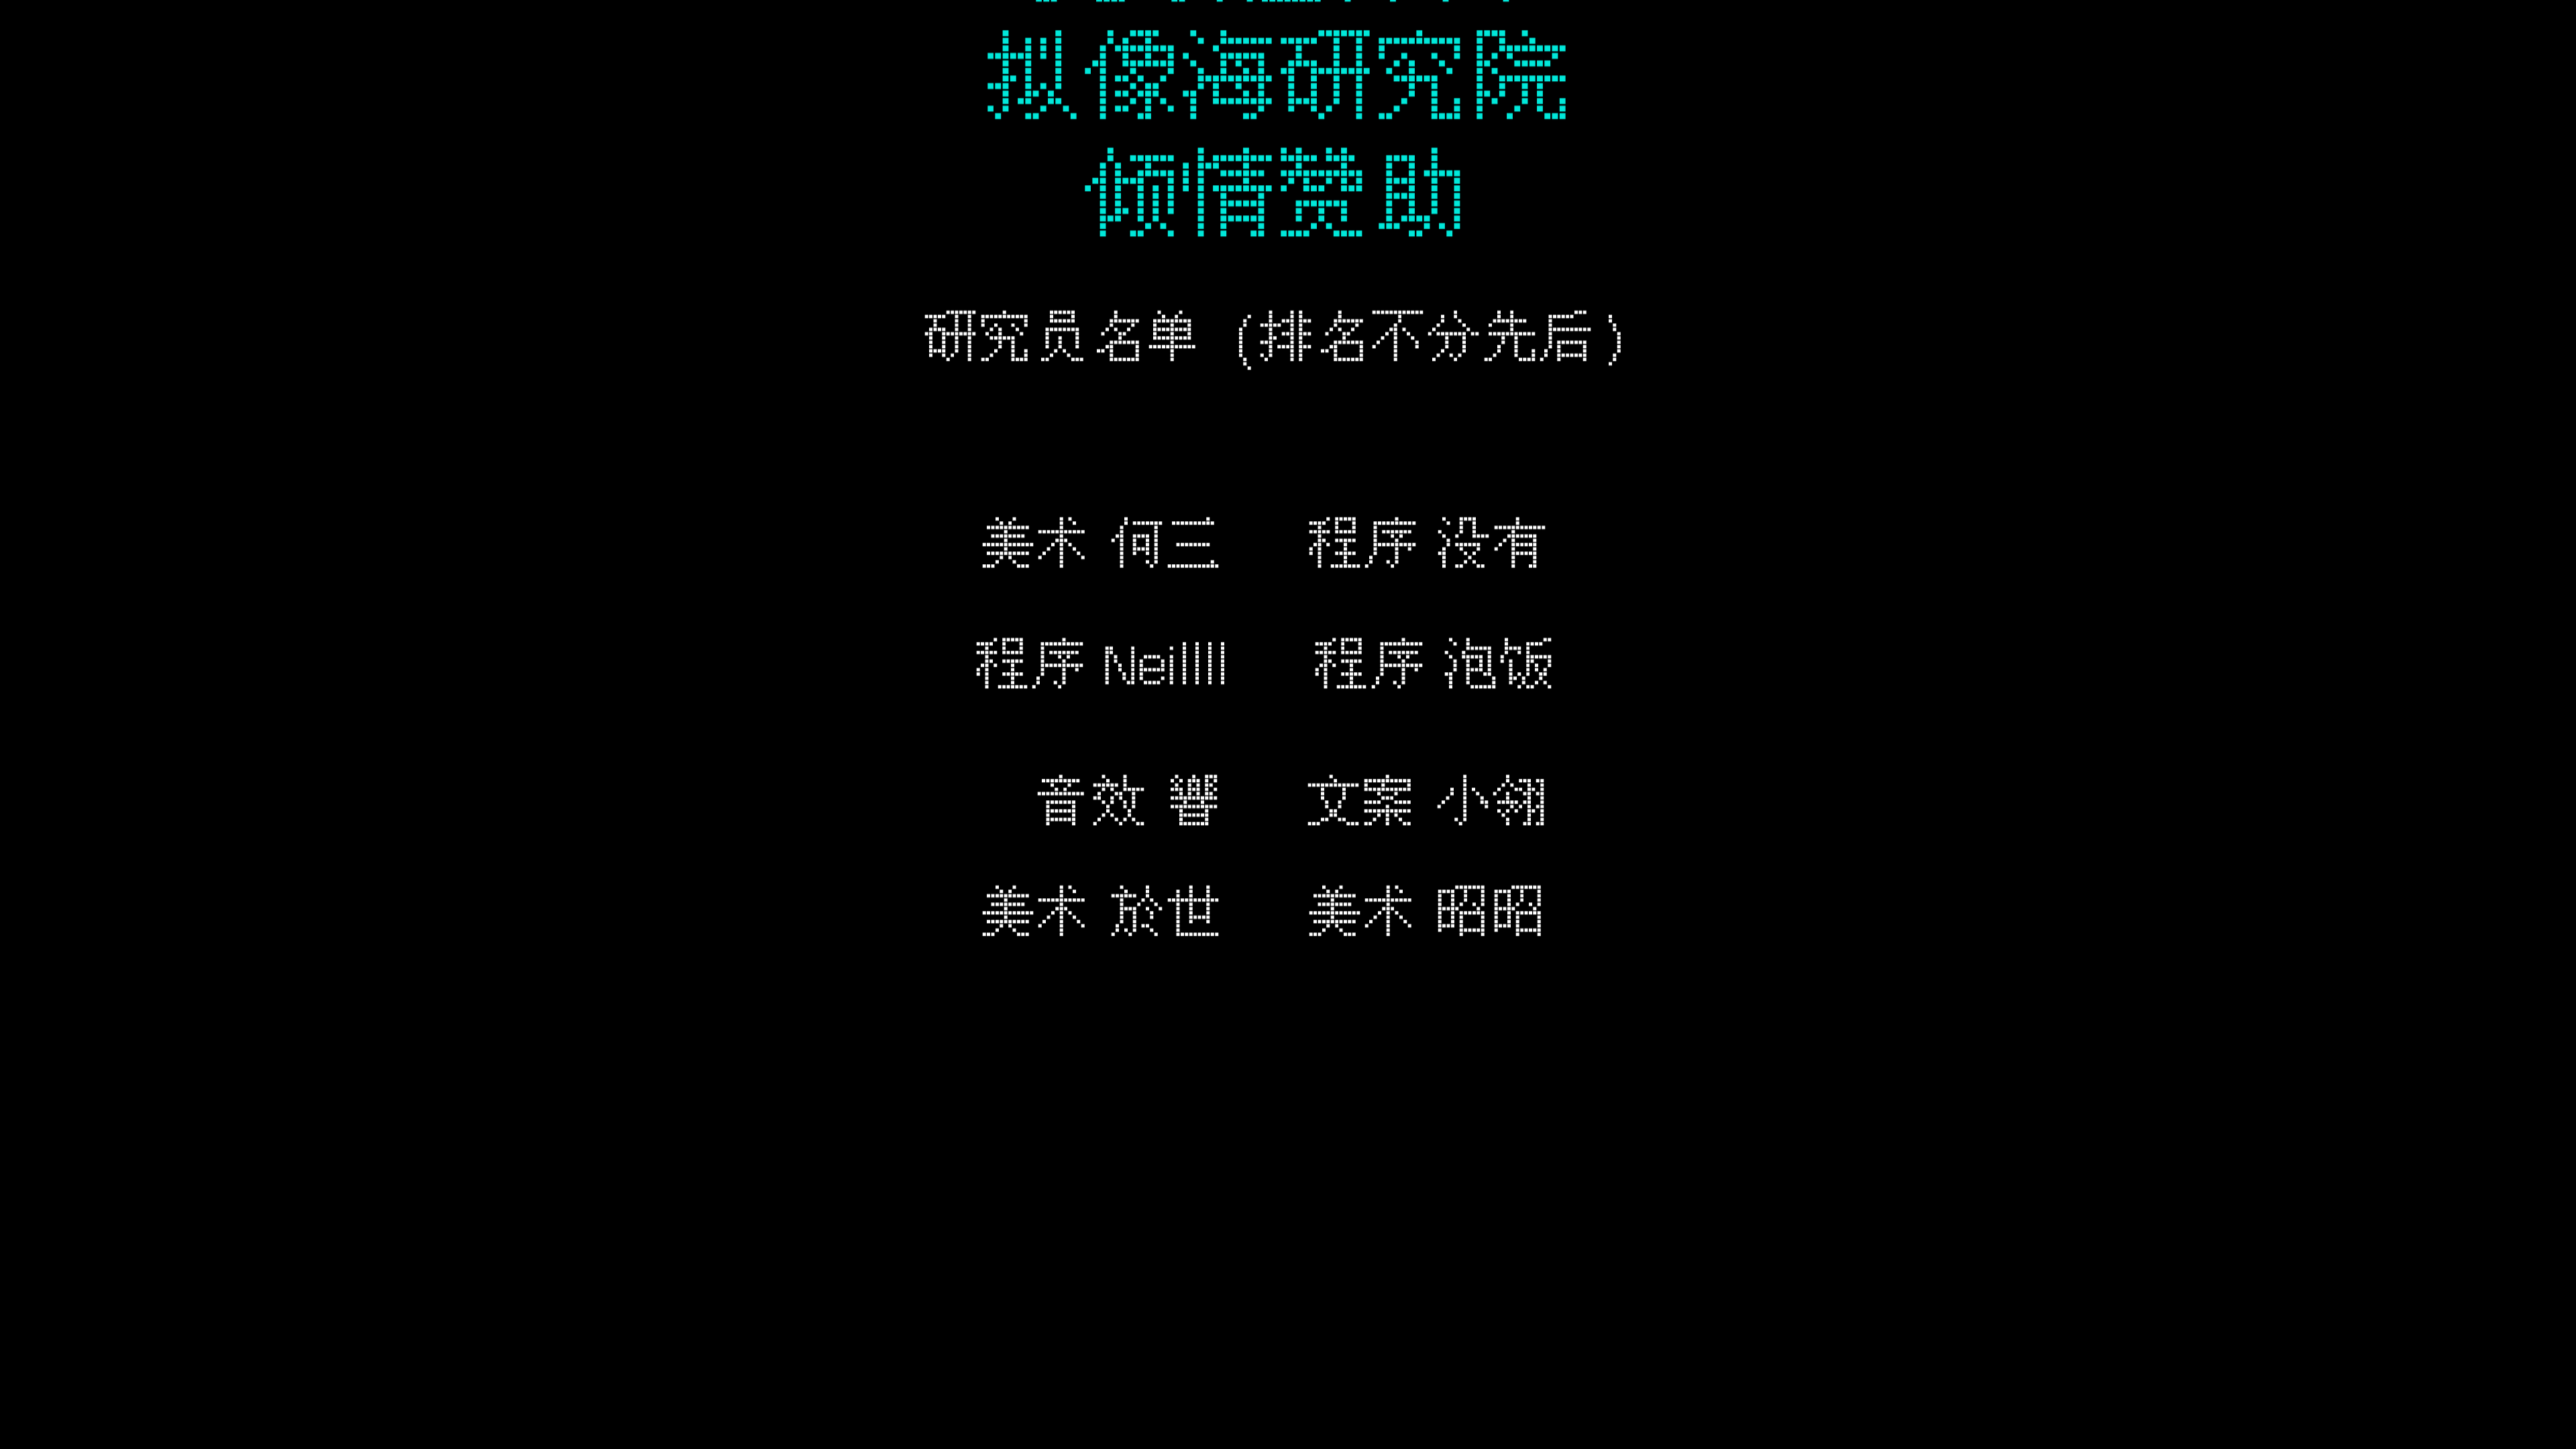 拟像海研究院
倾情赞助
研究员名单（排名不分先后）
美术 何三 程序 没有
程序 Neillll 程序 泡饭
音效 響 文案 小翎
美术 於世 美术 昭昭